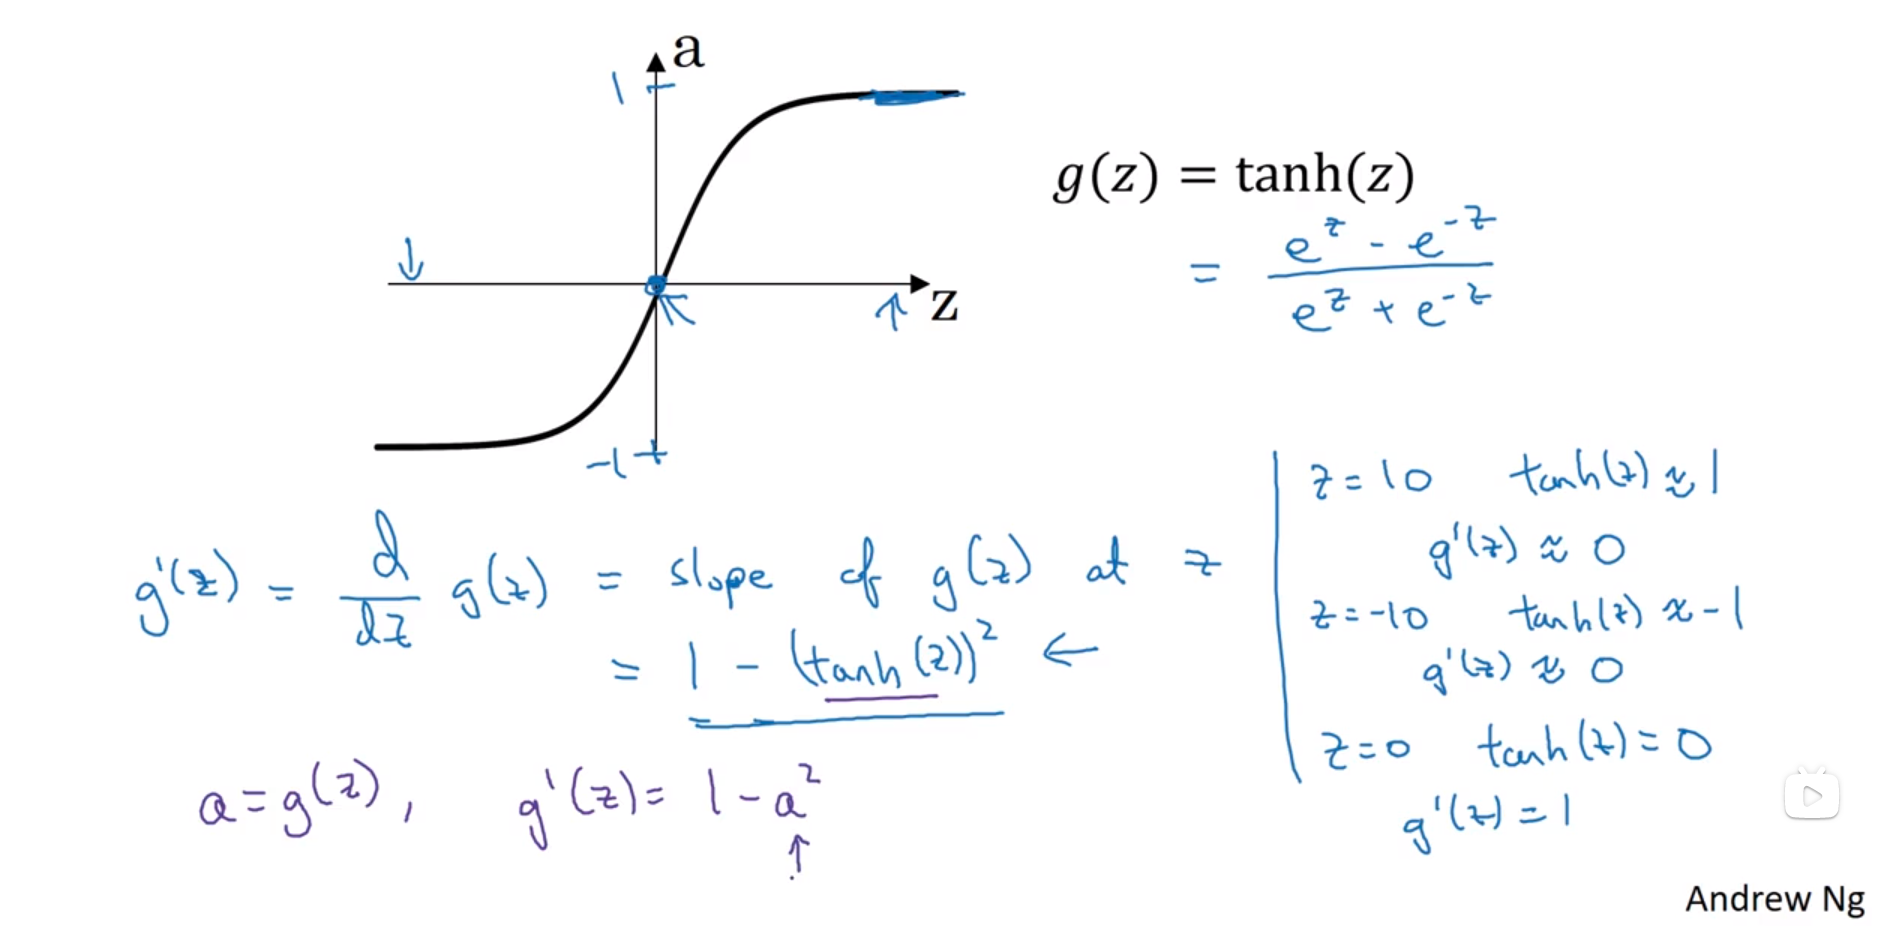 a
1
g(z) = tanh(z)
= (e^z - e^-z) / (e^z + e^-z)
z
-1
z = 10 tanh(z) ≈ 1
g'(z) ≈ 0
z = -10 tanh(z) ≈ -1
g'(z) ≈ 0
z = 0 tanh(z) = 0
g'(z) = 1
g'(z) = d/dz g(z) = slope of g(z) at z
= 1 - (tanh(z))²
a = g(z), g'(z) = 1 - a²
Andrew Ng